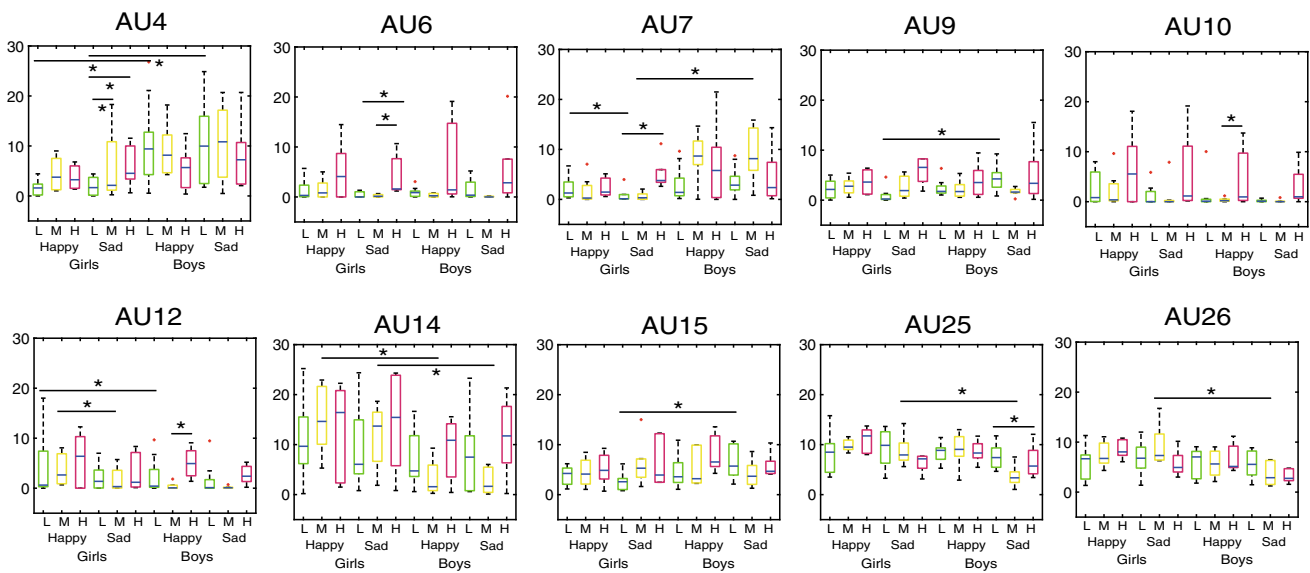 AU4 AU6 AU7 AU9 AU10
30 30 30 30 30
20 20 20 20 20
* * * * * * * * * * * *
10 10 10 10 10
0 0 0 0 0
L M H L M H L M H L M H L M H L M H L M H L M H L M H L M H L M H L M H L M H L M H L M H L M H L M H L M H L M H L M H
Happy Sad Happy Sad Happy Sad Happy Sad Happy Sad Happy Sad Happy Sad Happy Sad Happy Sad Happy Sad
Girls Boys Girls Boys Girls Boys Girls Boys Girls Boys
AU12 AU14 AU15 AU25 AU26
30 30 30 30 30
20 20 20 20 20
* * * * * * * * *
10 10 10 10 10
0 0 0 0 0
L M H L M H L M H L M H L M H L M H L M H L M H L M H L M H L M H L M H L M H L M H L M H L M H L M H L M H L M H L M H
Happy Sad Happy Sad Happy Sad Happy Sad Happy Sad Happy Sad Happy Sad Happy Sad Happy Sad Happy Sad
Girls Boys Girls Boys Girls Boys Girls Boys Girls Boys